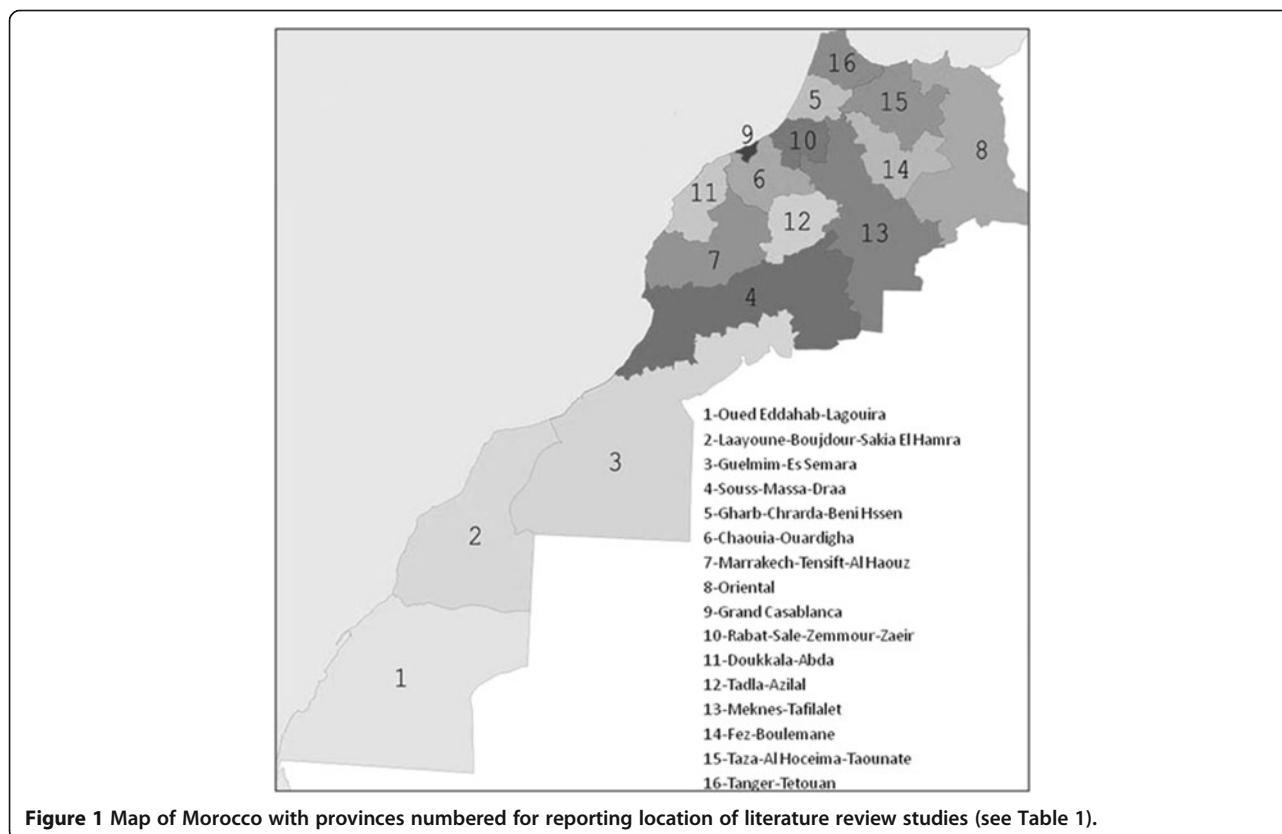 16
15
5
9
10
8
14
6
11
12
13
7
4
3
2
1
1-Oued Eddahab-Lagouira
2-Laayoune-Boujdour-Sakia El Hamra
3-Guelmim-Es Semara
4-Souss-Massa-Draa
5-Gharb-Chrarda-Beni Hssen
6-Chaouia-Ouardigha
7-Marrakech-Tensift-Al Haouz
8-Oriental
9-Grand Casablanca
10-Rabat-Sale-Zemmour-Zaeir
11-Doukkala-Abda
12-Tadla-Azilal
13-Meknes-Tafilalet
14-Fez-Boulemane
15-Taza-Al Hoceima-Taounate
16-Tanger-Tetouan
Figure 1 Map of Morocco with provinces numbered for reporting location of literature review studies (see Table 1).